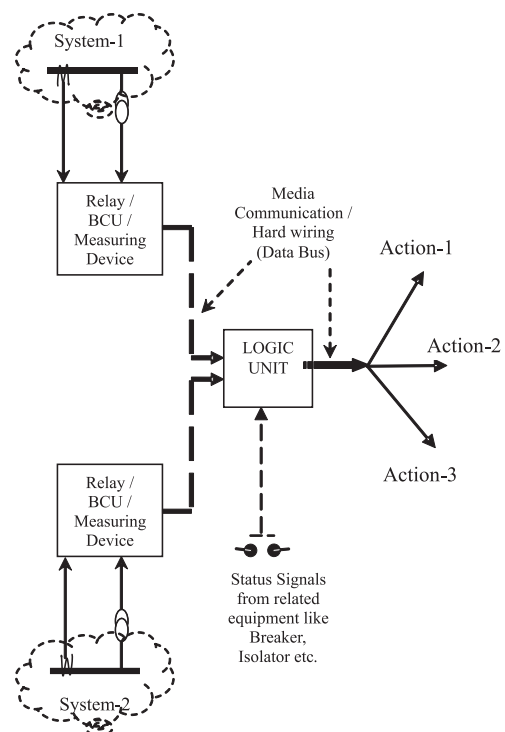 System-1
Relay /
BCU /
Measuring
Device
Media
Communication /
Hard wiring
(Data Bus)
Action-1
LOGIC
UNIT
Action-2
Action-3
Relay /
BCU /
Measuring
Device
Status Signals
from related
equipment like
Breaker,
Isolator etc.
System-2